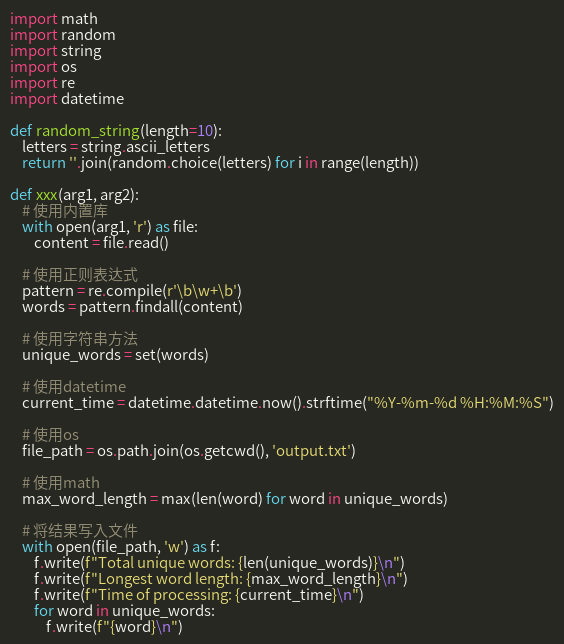 import math
import random
import string
import os
import re
import datetime

def random_string(length=10):
    letters = string.ascii_letters
    return ''.join(random.choice(letters) for i in range(length))

def xxx(arg1, arg2):
    # 使用内置库
    with open(arg1, 'r') as file:
        content = file.read()

    # 使用正则表达式
    pattern = re.compile(r'\b\w+\b')
    words = pattern.findall(content)

    # 使用字符串方法
    unique_words = set(words)

    # 使用datetime
    current_time = datetime.datetime.now().strftime("%Y-%m-%d %H:%M:%S")

    # 使用os
    file_path = os.path.join(os.getcwd(), 'output.txt')

    # 使用math
    max_word_length = max(len(word) for word in unique_words)

    # 将结果写入文件
    with open(file_path, 'w') as f:
        f.write(f"Total unique words: {len(unique_words)}\n")
        f.write(f"Longest word length: {max_word_length}\n")
        f.write(f"Time of processing: {current_time}\n")
        for word in unique_words:
            f.write(f"{word}\n")